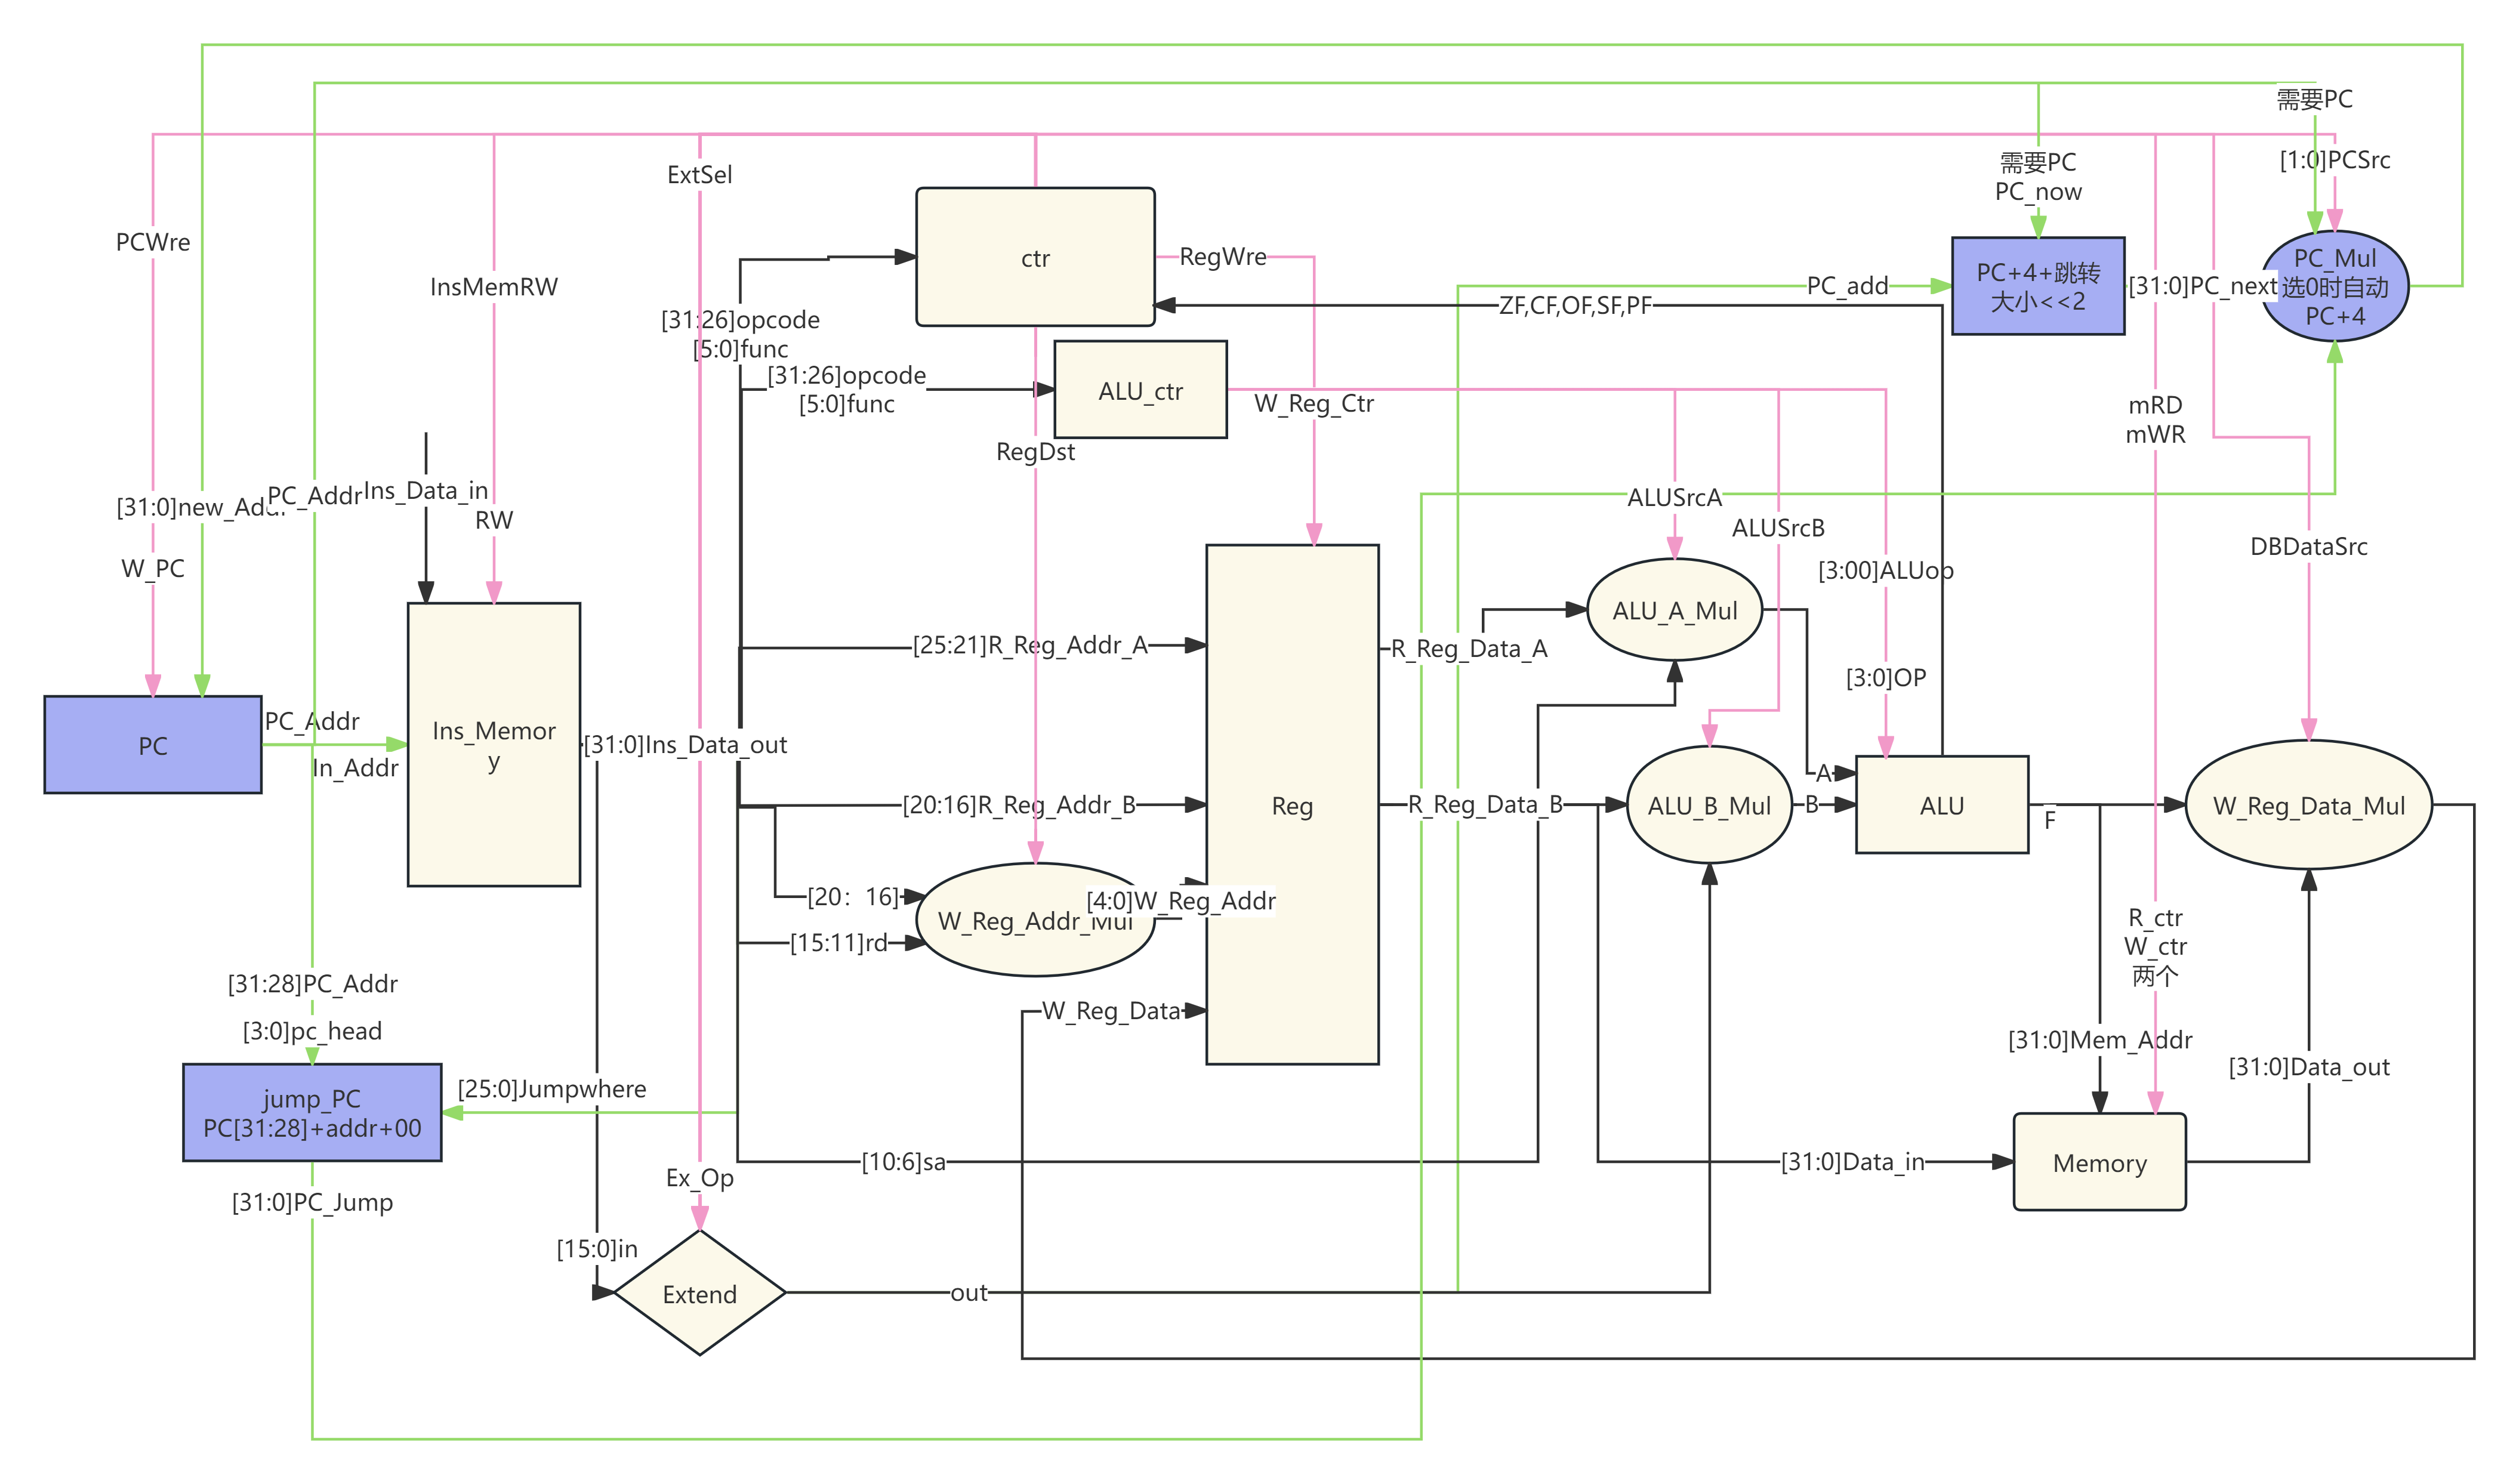 需要PC
ExtSel
需要PC
PC_now
[1:0]PCSrc
PCWre
InsMemRW
ctr
RegWre
PC_add
PC+4+跳转
大小<<2
[31:0]PC_next
PC_Mul
选0时自动
PC+4
ZF,CF,OF,SF,PF
[31:26]opcode
[5:0]func
[31:26]opcode
[5:0]func
ALU_ctr
W_Reg_Ctr
mRD
mWR
RegDst
[31:0]new_Addr
PC_Addr
Ins_Data_in
RW
ALUSrcA
ALUSrcB
DBDataSrc
W_PC
[3:00]ALUop
ALU_A_Mul
[25:21]R_Reg_Addr_A
R_Reg_Data_A
[3:0]OP
PC
PC_Addr
In_Addr
Ins_Memor
y
[31:0]Ins_Data_out
A
[20:16]R_Reg_Addr_B
Reg
R_Reg_Data_B
ALU_B_Mul
B
ALU
F
W_Reg_Data_Mul
[20：16]
W_Reg_Addr_Mul
[4:0]W_Reg_Addr
[15:11]rd
R_ctr
W_ctr
两个
[31:28]PC_Addr
[3:0]pc_head
W_Reg_Data
[31:0]Mem_Addr
[31:0]Data_out
jump_PC
PC[31:28]+addr+00
[25:0]Jumpwhere
[10:6]sa
[31:0]Data_in
Memory
[31:0]PC_Jump
Ex_Op
[15:0]in
Extend
out